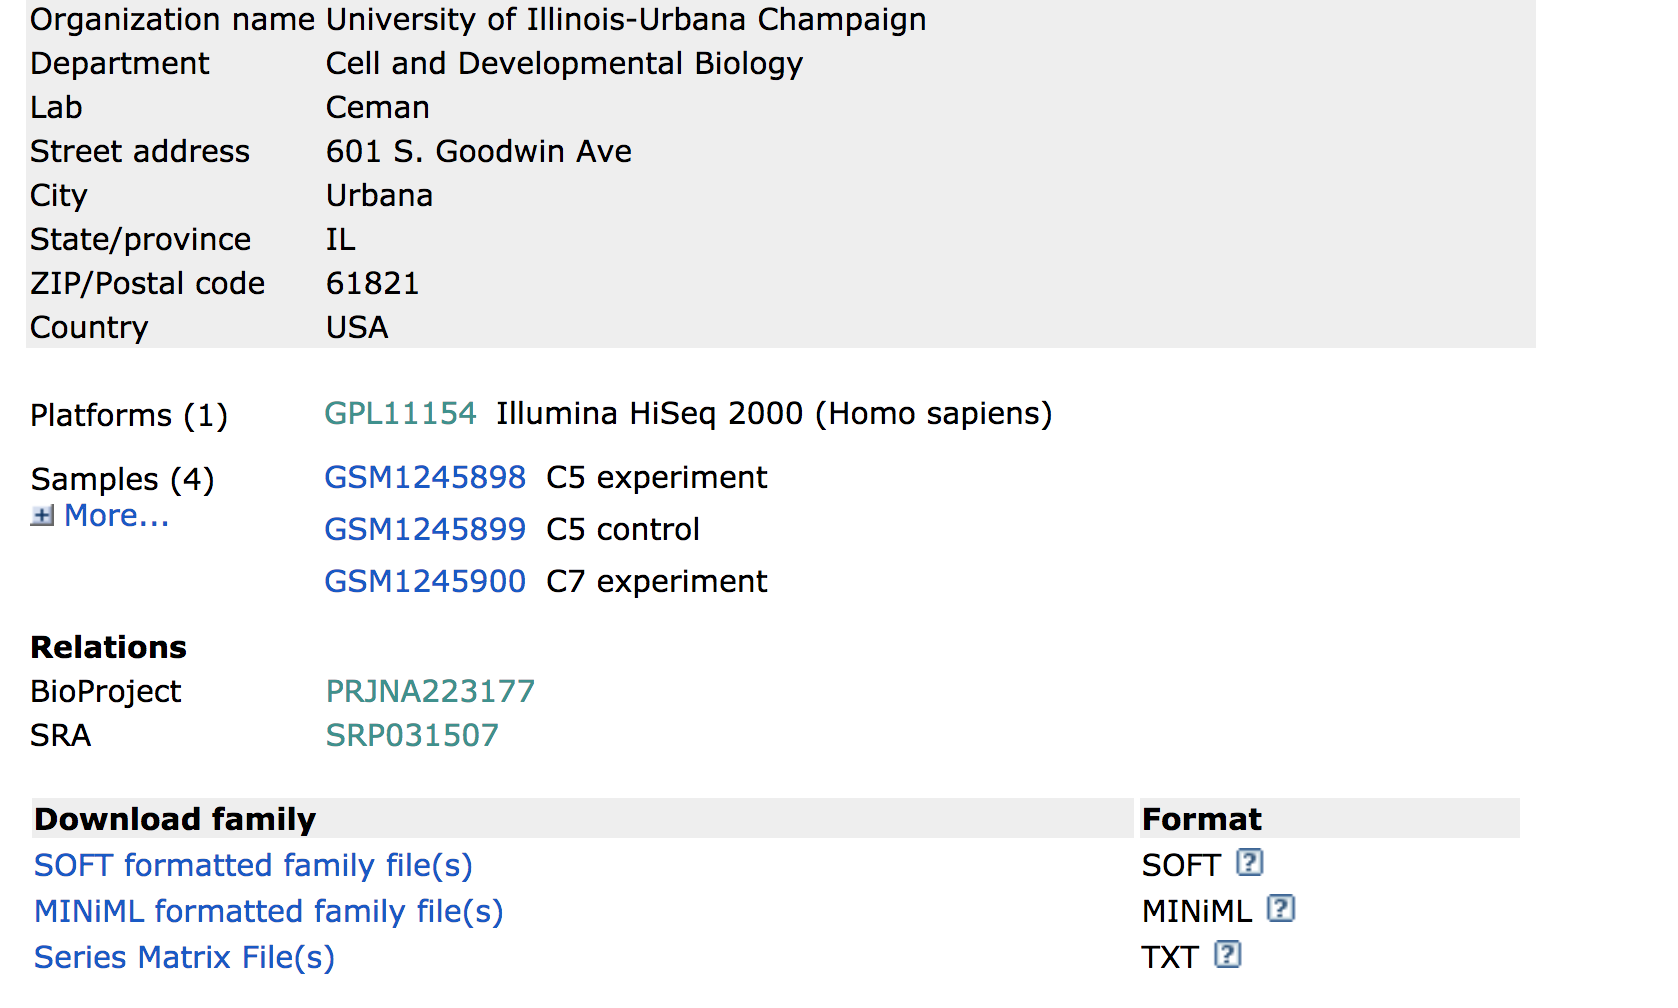 Organization name University of Illinois-Urbana Champaign
Department Cell and Developmental Biology
Lab Ceman
Street address 601 S. Goodwin Ave
City Urbana
State/province IL
ZIP/Postal code 61821
Country USA
Platforms (1) GPL11154 Illumina HiSeq 2000 (Homo sapiens)
Samples (4) GSM1245898 C5 experiment
More...
GSM1245899 C5 control
GSM1245900 C7 experiment
Relations
BioProject PRJNA223177
SRA SRP031507
Download family Format
SOFT formatted family file(s) SOFT ?
MINiML formatted family file(s) MINiML ?
Series Matrix File(s) TXT ?